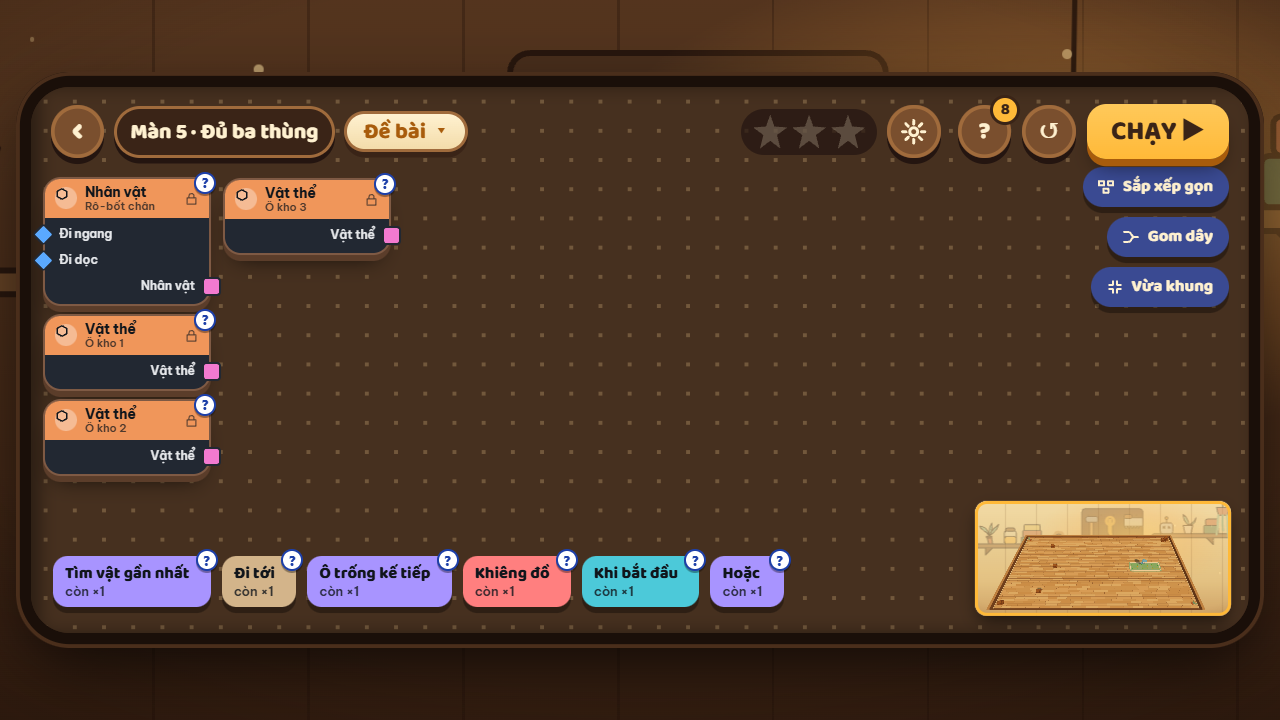 Màn 5 • Đủ ba thùng
Đề bài
?
8
CHẠY
Sắp xếp gọn
Gom dây
Vừa khung
Nhân vật
Rô-bốt chăn
?
Đi ngang
Đi dọc
Nhân vật
Vật thể
Ô kho 3
?
Vật thể
Vật thể
Ô kho 1
?
Vật thể
Vật thể
Ô kho 2
?
Vật thể
Tìm vật gần nhất
còn ×1
?
Đi tới
còn ×1
?
Ô trống kế tiếp
còn ×1
?
Khiêng đồ
còn ×1
?
Khi bắt đầu
còn ×1
?
Hoặc
còn ×1
?